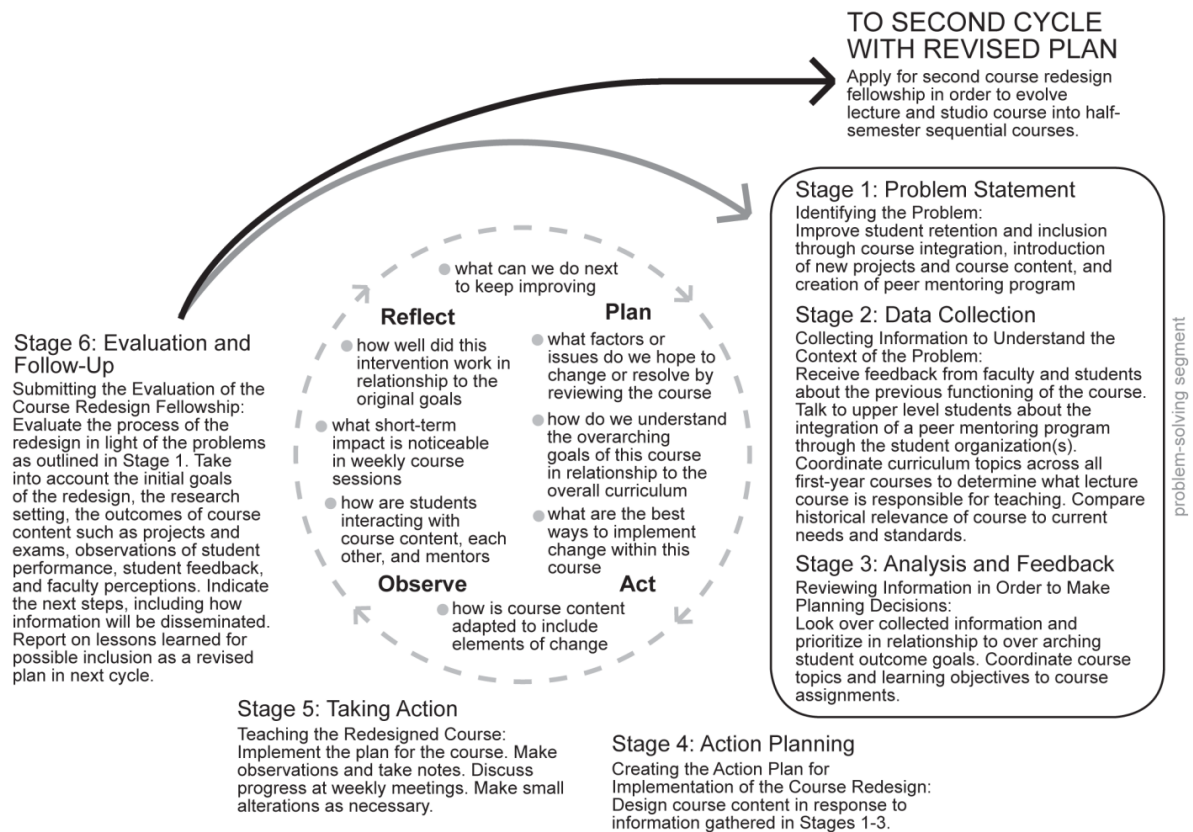 TO SECOND CYCLE
WITH REVISED PLAN
Apply for second course redesign
fellowship in order to evolve
lecture and studio course into half-
semester sequential courses.
Stage 1: Problem Statement
Identifying the Problem:
Improve student retention and inclusion
through course integration, introduction
of new projects and course content, and
creation of peer mentoring program
Stage 2: Data Collection
Collecting Information to Understand the
Context of the Problem:
Receive feedback from faculty and students
about the previous functioning of the course.
Talk to upper level students about the
integration of a peer mentoring program
through the student organization(s).
Coordinate curriculum topics across all
first-year courses to determine what lecture
course is responsible for teaching. Compare
historical relevance of course to current
needs and standards.
Stage 3: Analysis and Feedback
Reviewing Information in Order to Make
Planning Decisions:
Look over collected information and
prioritize in relationship to over arching
student outcome goals. Coordinate course
topics and learning objectives to course
assignments.
problem-solving segment
what can we do next
to keep improving
Plan
what factors or
issues do we hope to
change or resolve by
reviewing the course
how do we understand
the overarching
goals of this course
in relationship to the
overall curriculum
what are the best
ways to implement
change within this
course
Act
how is course content
adapted to include
elements of change
Observe
how are students
interacting with
course content, each
other, and mentors
what short-term
impact is noticeable
in weekly course
sessions
Reflect
how well did this
intervention work in
relationship to the
original goals
Stage 4: Action Planning
Creating the Action Plan for
Implementation of the Course Redesign:
Design course content in response to
information gathered in Stages 1-3.
Stage 5: Taking Action
Teaching the Redesigned Course:
Implement the plan for the course. Make
observations and take notes. Discuss
progress at weekly meetings. Make small
alterations as necessary.
Stage 6: Evaluation and
Follow-Up
Submitting the Evaluation of the
Course Redesign Fellowship:
Evaluate the process of the
redesign in light of the problems
as outlined in Stage 1. Take
into account the initial goals
of the redesign, the research
setting, the outcomes of course
content such as projects and
exams, observations of student
performance, student feedback,
and faculty perceptions. Indicate
the next steps, including how
information will be disseminated.
Report on lessons learned for
possible inclusion as a revised
plan in next cycle.